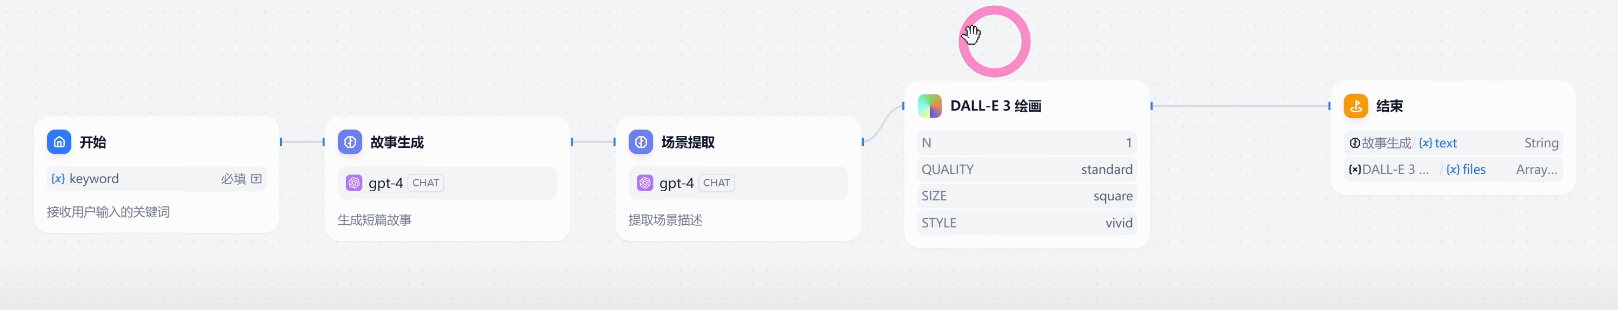 开始
{x} keyword 必填
接收用户输入的关键词
故事生成
gpt-4 CHAT
生成短篇故事
场景提取
gpt-4 CHAT
提取场景描述
DALL-E 3 绘画
N 1
QUALITY standard
SIZE square
STYLE vivid
结束
故事生成 / {x} text String
{x} DALL-E 3 ... / {x} files Array...